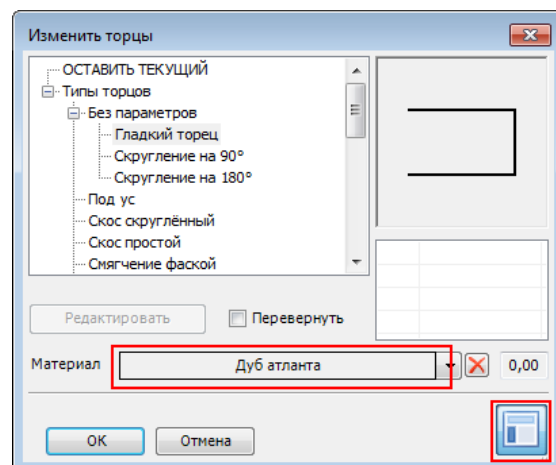 Изменить торцы
ОСТАВИТЬ ТЕКУЩИЙ
Типы торцов
Без параметров
Гладкий торец
Скругление на 90°
Скругление на 180°
Под ус
Скос скруглённый
Скос простой
Смягчение фаской
Редактировать
Перевернуть
Материал
Дуб атланта
0,00
OK
Отмена